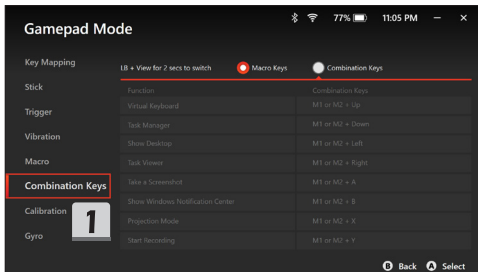 Gamepad Mode
77%
11:05 PM
Key Mapping
LB + View for 2 secs to switch
Macro Keys
Combination Keys
Stick
Function
Combination Keys
Trigger
Virtual Keyboard
M1 or M2 + Up
Task Manager
M1 or M2 + Down
Vibration
Show Desktop
M1 or M2 + Left
Macro
Task Viewer
M1 or M2 + Right
Combination Keys
Take a Screenshot
M1 or M2 + A
Show Windows Notification Center
M1 or M2 + B
Calibration
1
Projection Mode
M1 or M2 + X
Gyro
Start Recording
M1 or M2 + Y
B Back A Select